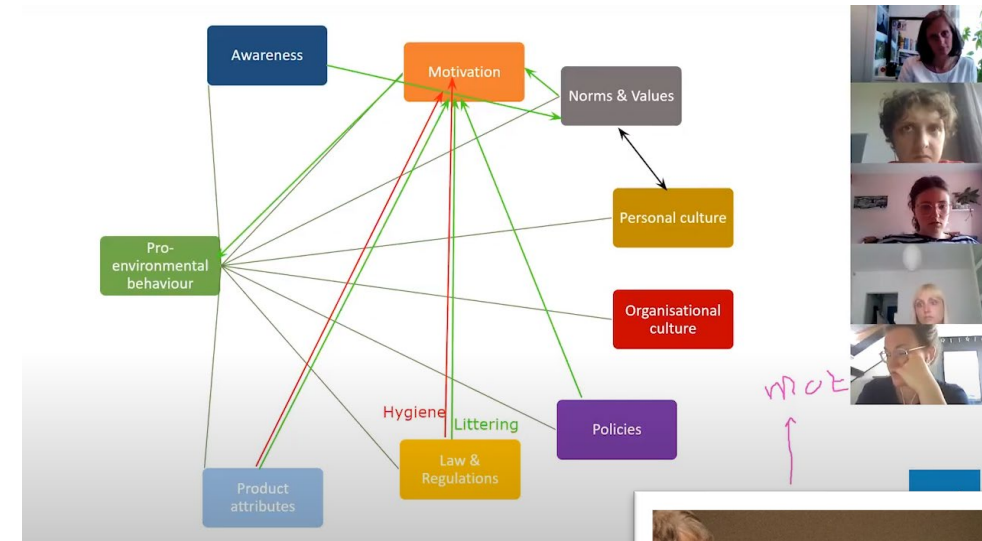 Awareness
Motivation
Norms & Values
Personal culture
Pro-
environmental
behaviour
Organisational
culture
Hygiene
Littering
Policies
Law &
Regulations
Product
attributes
mot